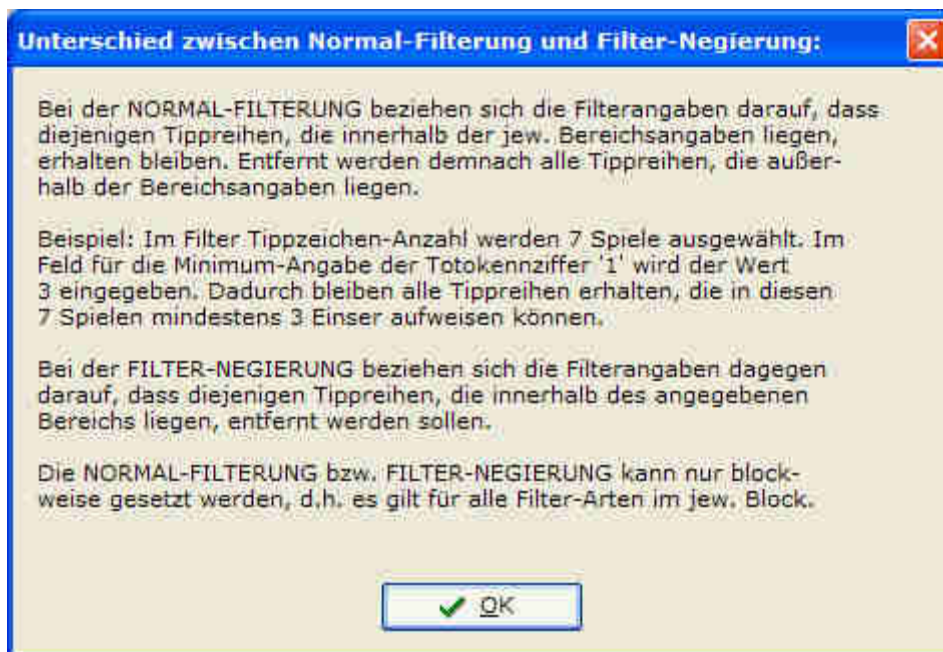 Unterschied zwischen Normal-Filterung und Filter-Negierung:
Bei der NORMAL-FILTERUNG beziehen sich die Filterangaben darauf, dass
diejenigen Tippreihen, die innerhalb der jew. Bereichsangaben liegen,
erhalten bleiben. Entfernt werden demnach alle Tippreihen, die außer-
halb der Bereichsangaben liegen.
Beispiel: Im Filter Tippzeichen-Anzahl werden 7 Spiele ausgewählt. Im
Feld für die Minimum-Angabe der Totokennziffer '1' wird der Wert
3 eingegeben. Dadurch bleiben alle Tippreihen erhalten, die in diesen
7 Spielen mindestens 3 Einser aufweisen können.
Bei der FILTER-NEGIERUNG beziehen sich die Filterangaben dagegen
darauf, dass diejenigen Tippreihen, die innerhalb des angegebenen
Bereichs liegen, entfernt werden sollen.
Die NORMAL-FILTERUNG bzw. FILTER-NEGIERUNG kann nur block-
weise gesetzt werden, d.h. es gilt für alle Filter-Arten im jew. Block.
OK